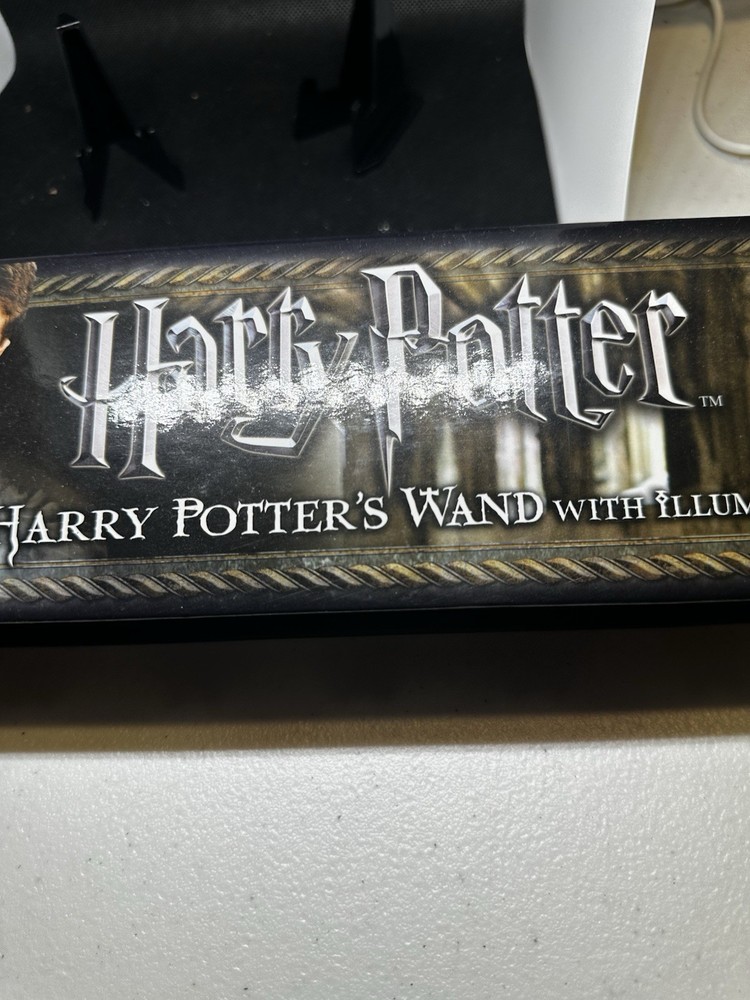 Harry Potter™
HARRY POTTER'S WAND WITH ILLUM